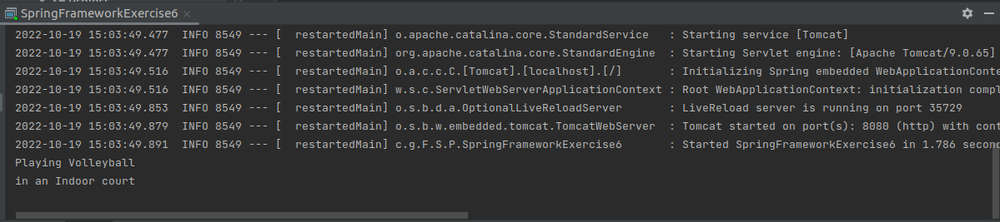 SpringFrameworkExercise6
2022-10-19 15:03:49.477  INFO 8549 --- [  restartedMain] o.apache.catalina.core.StandardService   : Starting service [Tomcat]
2022-10-19 15:03:49.477  INFO 8549 --- [  restartedMain] org.apache.catalina.core.StandardEngine  : Starting Servlet engine: [Apache Tomcat/9.0.65]
2022-10-19 15:03:49.516  INFO 8549 --- [  restartedMain] o.a.c.c.C.[Tomcat].[localhost].[/]       : Initializing Spring embedded WebApplicationConte
2022-10-19 15:03:49.516  INFO 8549 --- [  restartedMain] w.s.c.ServletWebServerApplicationContext : Root WebApplicationContext: initialization compl
2022-10-19 15:03:49.853  INFO 8549 --- [  restartedMain] o.s.b.d.a.OptionalLiveReloadServer       : LiveReload server is running on port 35729
2022-10-19 15:03:49.879  INFO 8549 --- [  restartedMain] o.s.b.w.embedded.tomcat.TomcatWebServer  : Tomcat started on port(s): 8080 (http) with cont
2022-10-19 15:03:49.891  INFO 8549 --- [  restartedMain] c.g.F.S.P.SpringFrameworkExercise6       : Started SpringFrameworkExercise6 in 1.786 second
Playing Volleyball
in an Indoor court